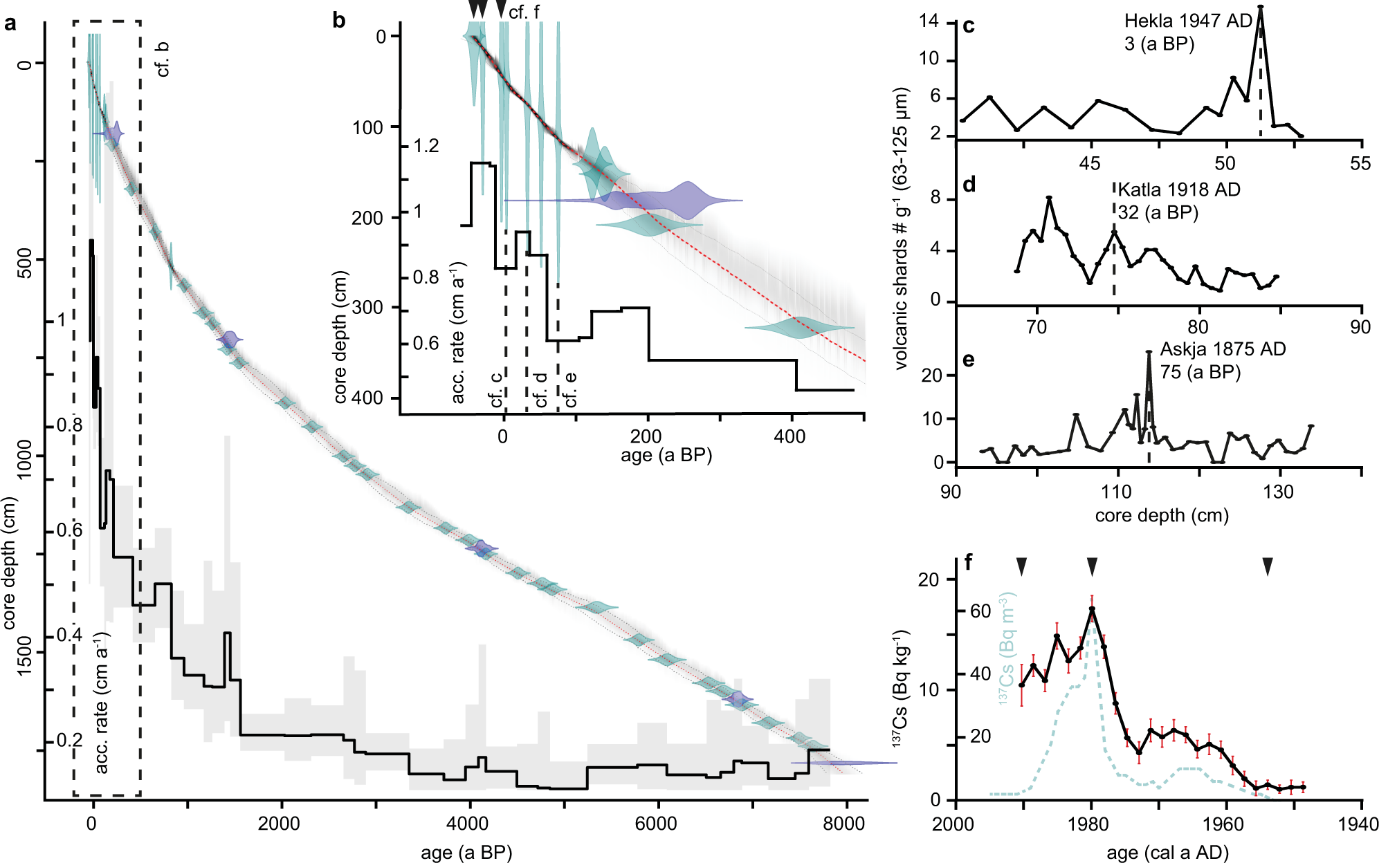 a
cf. b
0
500
1000
1500
core depth (cm)
1
0.8
0.6
0.4
0.2
acc. rate (cm a⁻¹)
0
2000
4000
6000
8000
age (a BP)
b
cf. f
0
100
200
300
400
core depth (cm)
1.2
1
0.8
0.6
acc. rate (cm a⁻¹)
cf. c
cf. d
cf. e
0
200
400
age (a BP)
volcanic shards # g⁻¹ (63-125 µm)
c
Hekla 1947 AD
3 (a BP)
14
10
6
2
45
50
55
d
Katla 1918 AD
32 (a BP)
8
4
0
70
80
90
e
Askja 1875 AD
75 (a BP)
20
10
0
90
110
130
core depth (cm)
f
20
10
0
¹³⁷Cs (Bq kg⁻¹)
60
40
20
¹³⁷Cs (Bq m⁻³)
2000
1980
1960
1940
age (cal a AD)